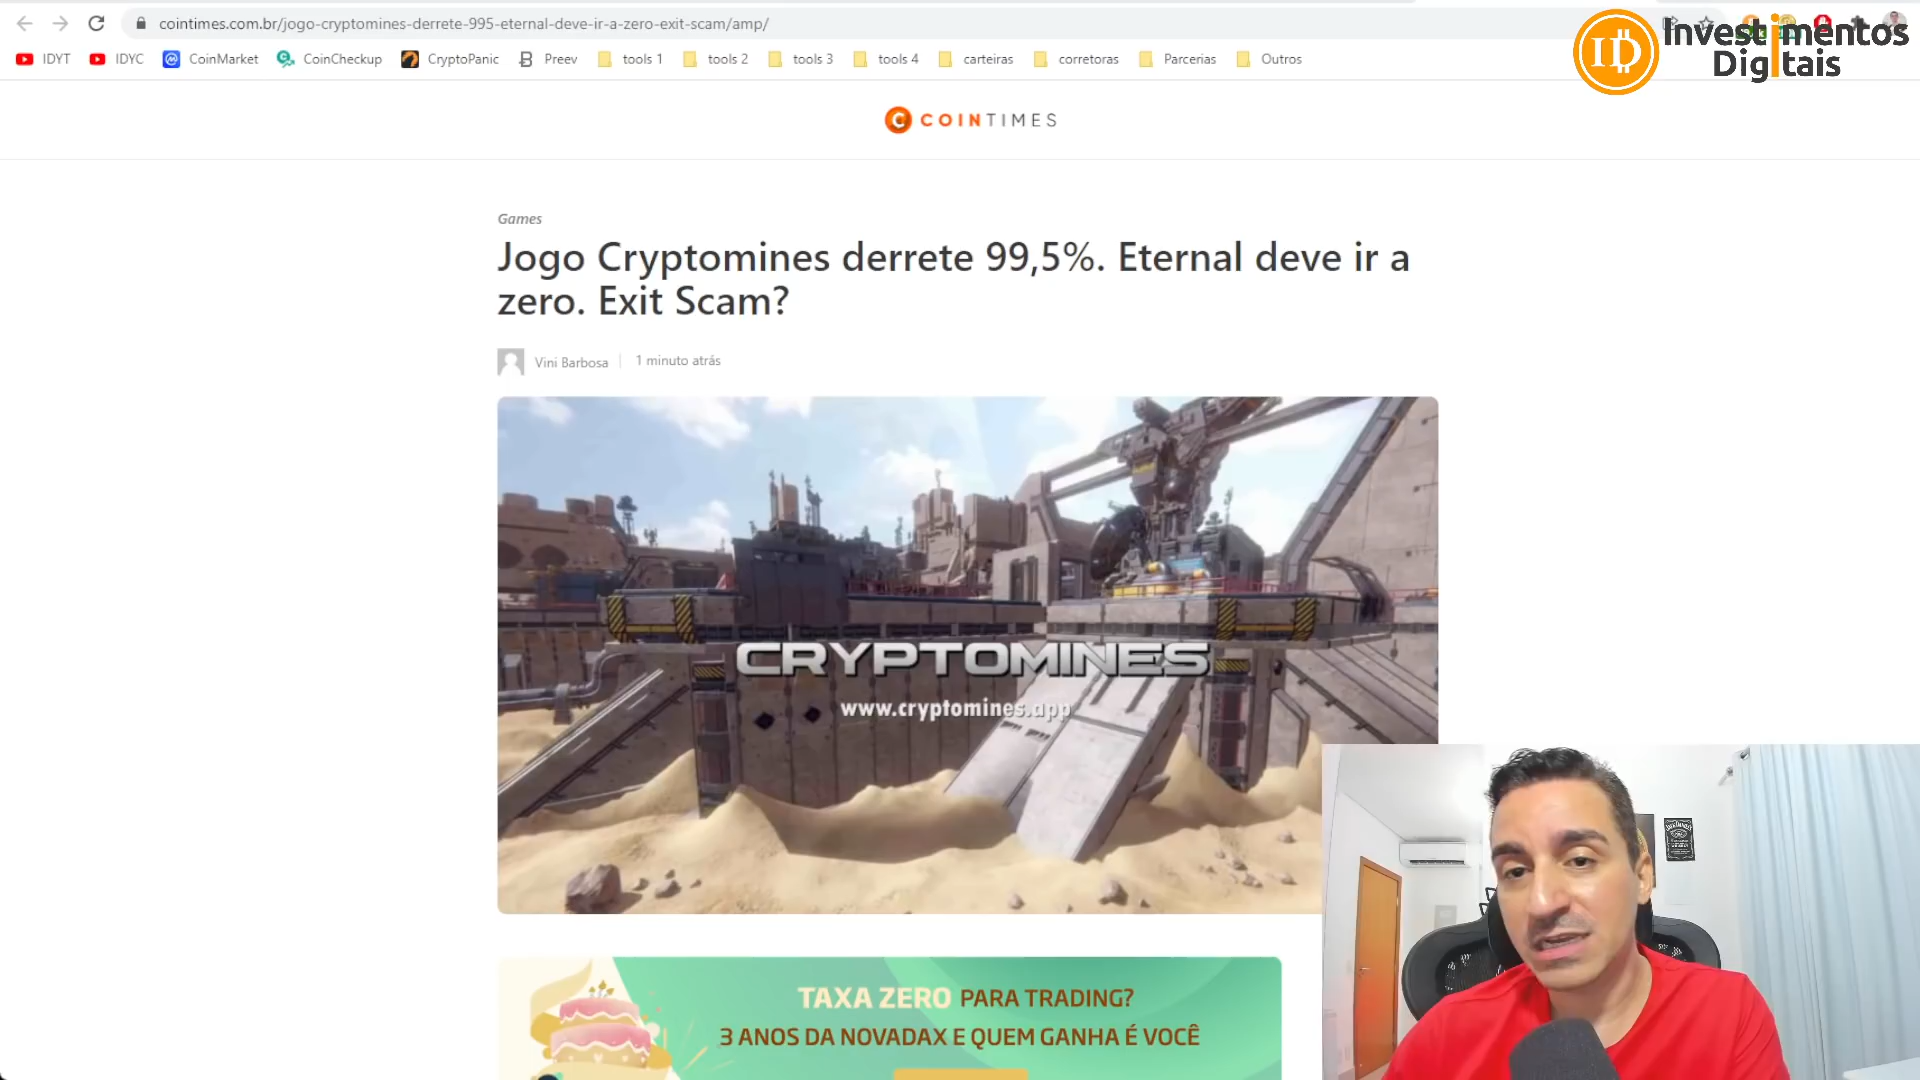 cointimes.com.br/jogo-cryptomines-derrete-995-eternal-deve-ir-a-zero-exit-scam/amp/
Investimentos
Digitais
ID
IDYT IDYC CoinMarket CoinCheckup CryptoPanic Preev tools 1 tools 2 tools 3 tools 4 carteiras corretoras Parcerias Outros
COINTIMES
Games
Jogo Cryptomines derrete 99,5%. Eternal deve ir a
zero. Exit Scam?
Vini Barbosa 1 minuto atrás
CRYPTOMINES
www.cryptomines.app
TAXA ZERO PARA TRADING?
3 ANOS DA NOVADAX E QUEM GANHA É VOCÊ